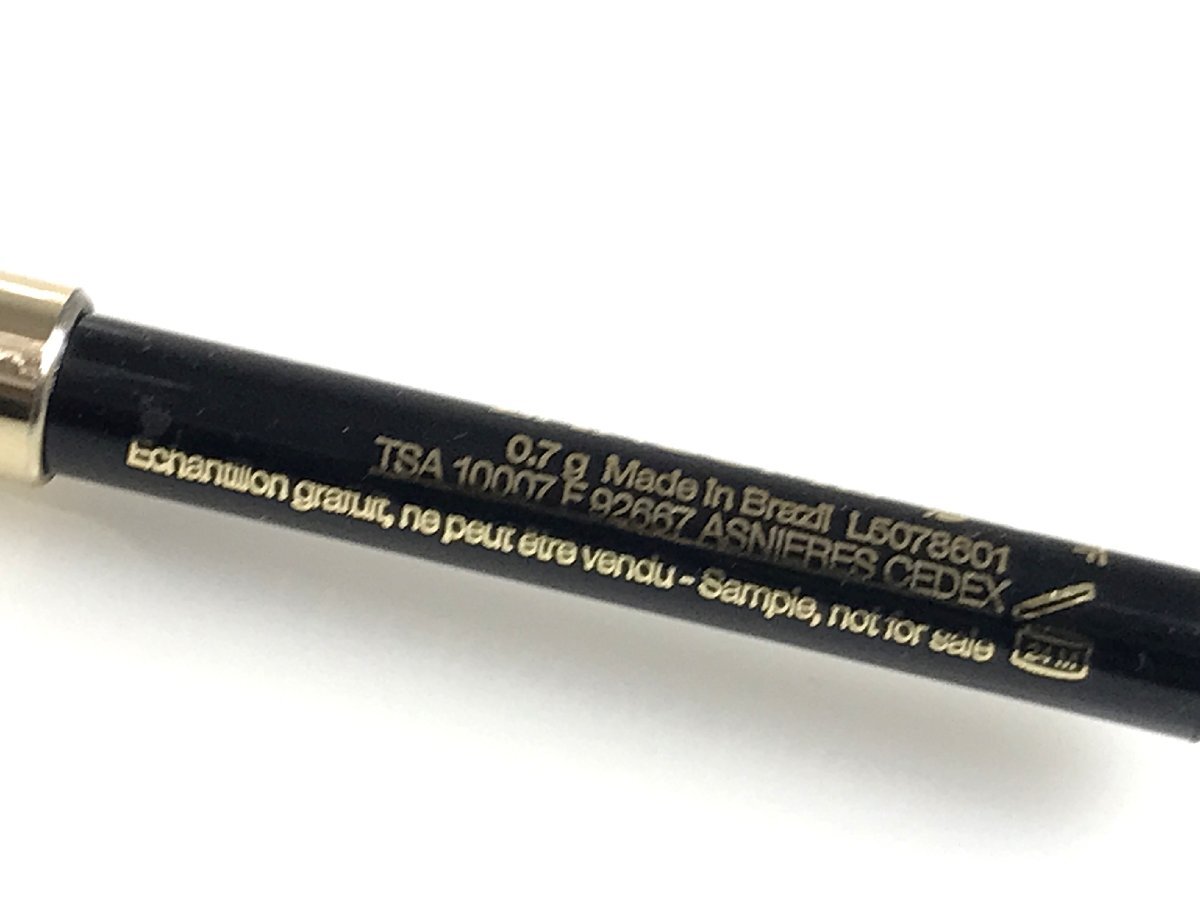 0.7 g Made In Brazil L5078601
TSA 10007 F 92667 ASNIERES CEDEX
Echantillon gratuit, ne peut être vendu - Sample, not for sale
24 M